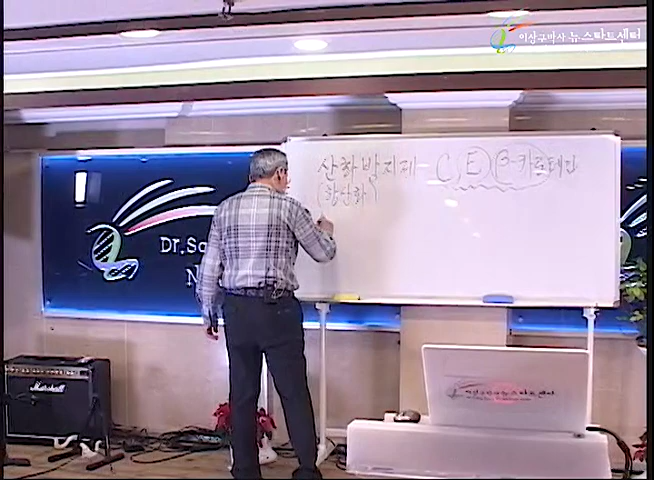 이상구박사 뉴스타트센터
산화방지제 - C, E, β-카로테인
(항산화)
Dr.Sa
N
Marshall
이상구박사 뉴스타트센터